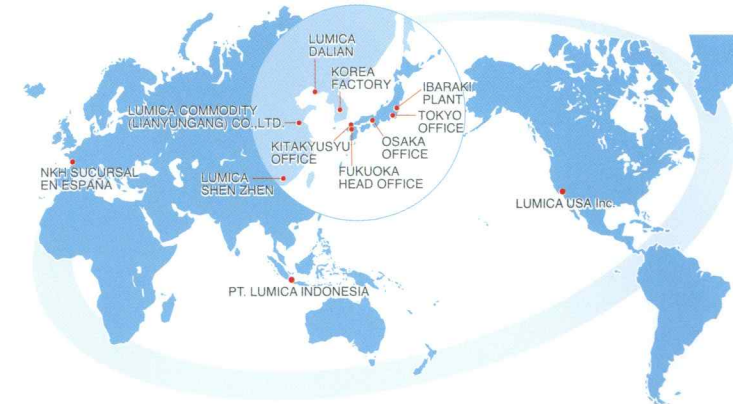 LUMICA
DALIAN
KOREA
FACTORY
IBARAKI
PLANT
LUMICA COMMODITY
(LIANYUNGANG) CO.,LTD.
TOKYO
OFFICE
KITAKYUSYU
OFFICE
OSAKA
OFFICE
NKH SUCURSAL
EN ESPAÑA
LUMICA
SHEN ZHEN
FUKUOKA
HEAD OFFICE
LUMICA USA Inc.
PT. LUMICA INDONESIA